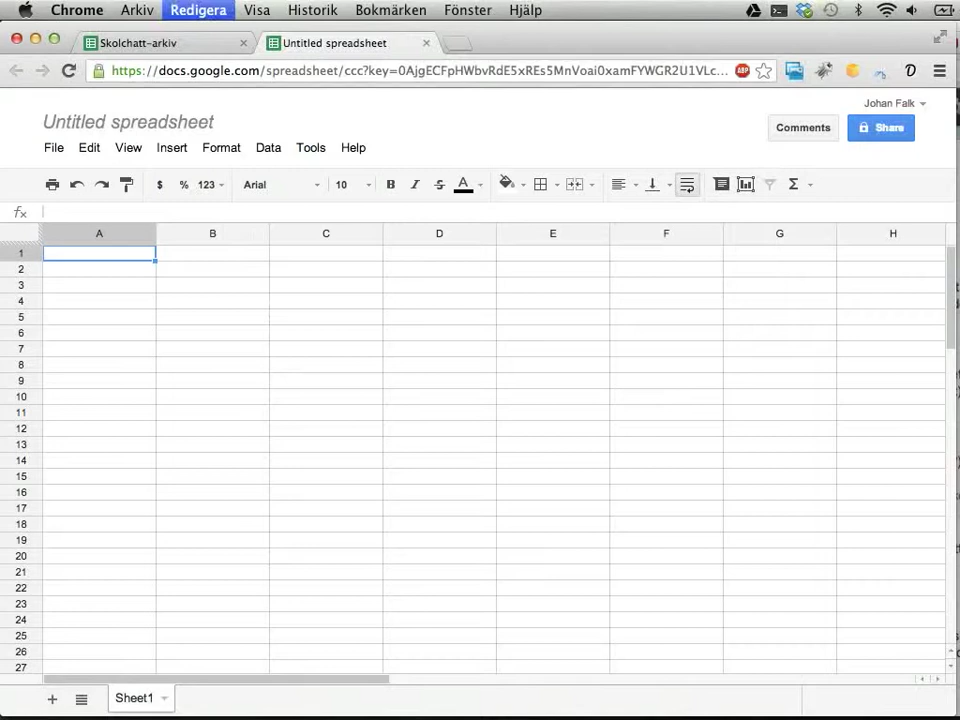 Chrome Arkiv Redigera Visa Historik Bokmärken Fönster Hjälp
Skolchatt-arkiv Untitled spreadsheet
https://docs.google.com/spreadsheet/ccc?key=0AjgECFpHWbvRdE5xREs5MnVoai0xamFYWGR2U1VLc...
ABP
Johan Falk
Untitled spreadsheet
Comments Share
File Edit View Insert Format Data Tools Help
$ % 123 Arial 10 B I S A Σ
fx
A B C D E F G H
1
2
3
4
5
6
7
8
9
10
11
12
13
14
15
16
17
18
19
20
21
22
23
24
25
26
27
+ Sheet1